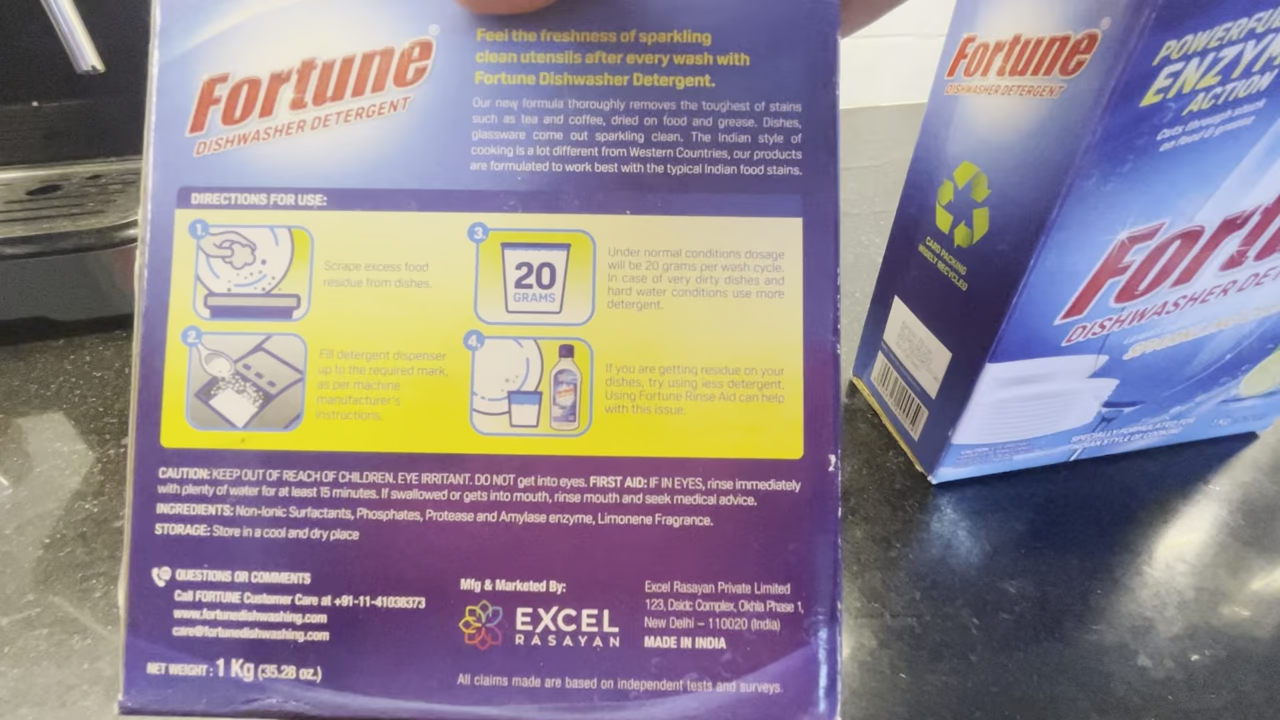 Fortune®
DISHWASHER DETERGENT
Feel the freshness of sparkling
clean utensils after every wash with
Fortune Dishwasher Detergent.
Our new formula thoroughly removes the toughest of stains
such as tea and coffee, dried on food and grease. Dishes,
glassware come out sparkling clean. The Indian style of
cooking is a lot different from Western Countries, our products
are formulated to work best with the typical Indian food stains.
DIRECTIONS FOR USE:
1.
Scrape excess food
residue from dishes.
2.
Fill detergent dispenser
up to the required mark,
as per machine
manufacturer's
instructions.
3.
20
GRAMS
Under normal conditions dosage
will be 20 grams per wash cycle.
In case of very dirty dishes and
hard water conditions use more
detergent.
4.
If you are getting residue on your
dishes, try using less detergent.
Using Fortune Rinse Aid can help
with this issue.
CAUTION: KEEP OUT OF REACH OF CHILDREN. EYE IRRITANT. DO NOT get into eyes. FIRST AID: IF IN EYES, rinse immediately
with plenty of water for at least 15 minutes. If swallowed or gets into mouth, rinse mouth and seek medical advice.
INGREDIENTS: Non-Ionic Surfactants, Phosphates, Protease and Amylase enzyme, Limonene Fragrance.
STORAGE: Store in a cool and dry place
QUESTIONS OR COMMENTS
Call FORTUNE Customer Care at +91-11-41038373
www.fortunedishwashing.com
care@fortunedishwashing.com
NET WEIGHT : 1 Kg (35.28 oz.)
Mfg & Marketed By:
EXCEL
RASAYAN
Excel Rasayan Private Limited
123, Dsidc Complex, Okhla Phase 1,
New Delhi – 110020 (India)
MADE IN INDIA
All claims made are based on independent tests and surveys.
Fortune®
DISHWASHER DETERGENT
CARD PACKING
WIDELY RECYCLED
POWERFU
ENZYM
ACTION
Cuts through stuck
on food & grease
Fort
DISHWASHER DE
SPECIALLY FORMULATED FOR
INDIAN STYLE OF COOKING